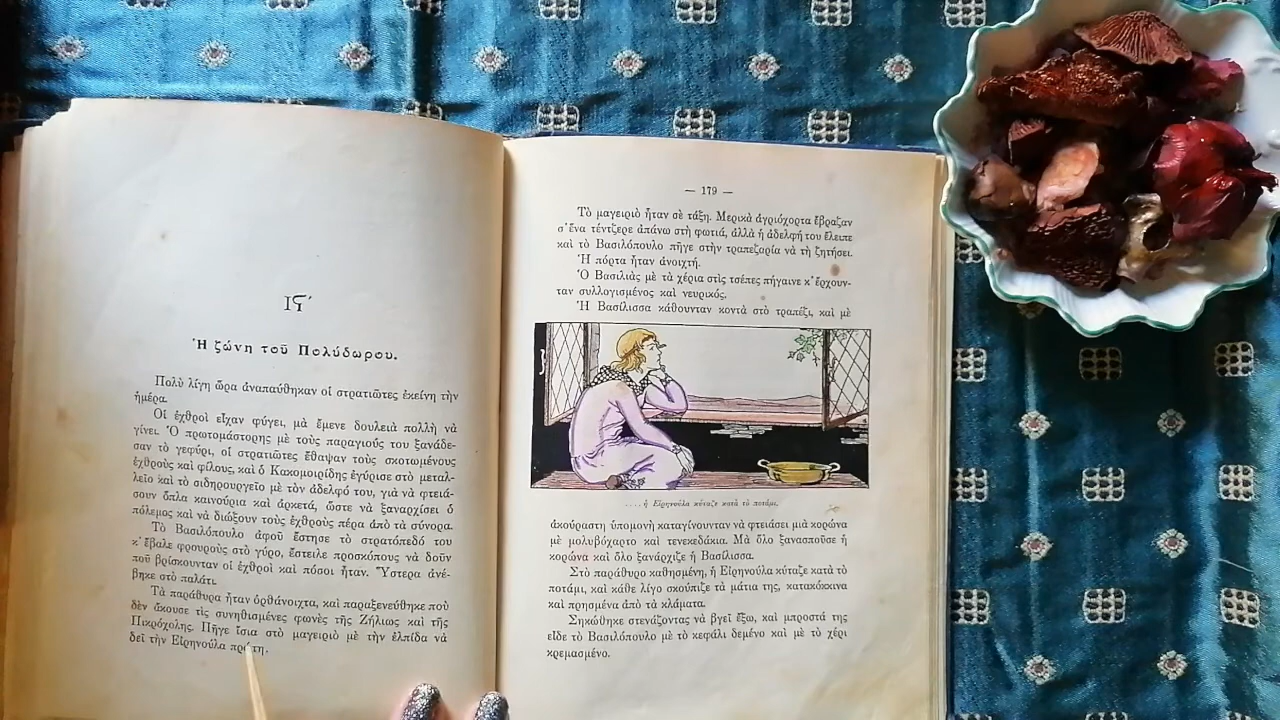 ΙϚ΄
Ἡ ζώνη τοῦ Πολύδωρου.
Πολὺ λίγη ὥρα ἀναπαύθηκαν οἱ στρατιῶτες ἐκείνη τὴν
ἡμέρα.
Οἱ ἐχθροὶ εἶχαν φύγει, μὰ ἔμενε δουλειὰ πολλὴ νὰ
γίνει. Ὁ πρωτομάστορης μὲ τοὺς παραγιούς του ξανάδε-
σαν τὸ γεφύρι, οἱ στρατιῶτες ἔθαψαν τοὺς σκοτωμένους
ἐχθροὺς καὶ φίλους, καὶ ὁ Κακομοιρίδης ἐγύρισε στὸ μεταλ-
λεῖο καὶ τὸ σιδηρουργεῖο μὲ τὸν ἀδελφό του, γιὰ νὰ φτειά-
σουν ὅπλα καινούρια καὶ ἀρκετά, ὥστε νὰ ξαναρχίσει ὁ
πόλεμος καὶ νὰ διώξουν τοὺς ἐχθροὺς πέρα ἀπὸ τὰ σύνορα.
Τὸ Βασιλόπουλο ἀφοῦ ἔστησε τὸ στρατόπεδό του
κ᾿ ἔβαλε φρουροὺς στὸ γύρο, ἔστειλε προσκόπους νὰ δοῦν
ποῦ βρίσκουνταν οἱ ἐχθροὶ καὶ πόσοι ἦταν. Ὕστερα ἀνέ-
βηκε στὸ παλάτι.
Τὰ παράθυρα ἦταν ὀρθάνοιχτα, καὶ παραξενεύθηκε ποὺ
δὲν ἄκουσε τὶς συνηθισμένες φωνὲς τῆς Ζήλιως καὶ τῆς
Πικρόχολης. Πῆγε ἴσια στὸ μαγειριὸ μὲ τὴν ἐλπίδα νὰ
δεῖ τὴν Εἰρηνούλα πρώτη.
— 179 —
Τὸ μαγειριὸ ἦταν σὲ τάξη. Μερικὰ ἀγριόχορτα ἔβραζαν
σ᾿ ἕνα τέντζερε ἀπάνω στὴ φωτιά, ἀλλὰ ἡ ἀδελφή του ἔλειπε
καὶ τὸ Βασιλόπουλο πῆγε στὴν τραπεζαρία νὰ τὴ ζητήσει.
Ἡ πόρτα ἦταν ἀνοιχτή.
Ὁ Βασιλιὰς μὲ τὰ χέρια στὶς τσέπες πήγαινε κ᾿ ἔρχουν-
ταν συλλογισμένος καὶ νευρικός.
Ἡ Βασίλισσα κάθουνταν κοντὰ στὸ τραπέζι, καὶ μὲ
.... ἡ Εἰρηνούλα κύταζε κατὰ τὸ ποτάμι.
ἀκούραστη ὑπομονὴ καταγίνουνταν νὰ φτειάσει μιὰ κορώνα
μὲ μολυβόχαρτο καὶ τενεκεδάκια. Μὰ ὅλο ξανασποῦσε ἡ
κορώνα καὶ ὅλο ξανάρχιζε ἡ Βασίλισσα.
Στὸ παράθυρο καθησμένη, ἡ Εἰρηνούλα κύταζε κατὰ τὸ
ποτάμι, καὶ κάθε λίγο σκούπιζε τὰ μάτια της, κατακόκκινα
καὶ πρησμένα ἀπὸ τὰ κλάματα.
Σηκώθηκε στενάζοντας νὰ βγεῖ ἔξω, καὶ μπροστά της
εἶδε τὸ Βασιλόπουλο μὲ τὸ κεφάλι δεμένο καὶ μὲ τὸ χέρι
κρεμασμένο.